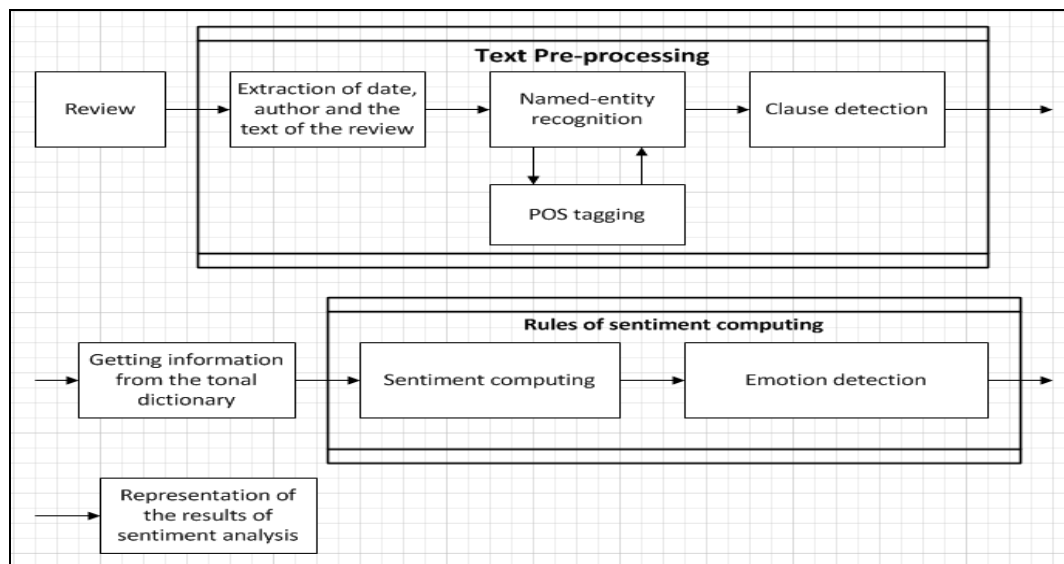 Text Pre-processing
Review
Extraction of date,
author and the
text of the review
Named-entity
recognition
Clause detection
POS tagging
Rules of sentiment computing
Getting information
from the tonal
dictionary
Sentiment computing
Emotion detection
Representation of
the results of
sentiment analysis